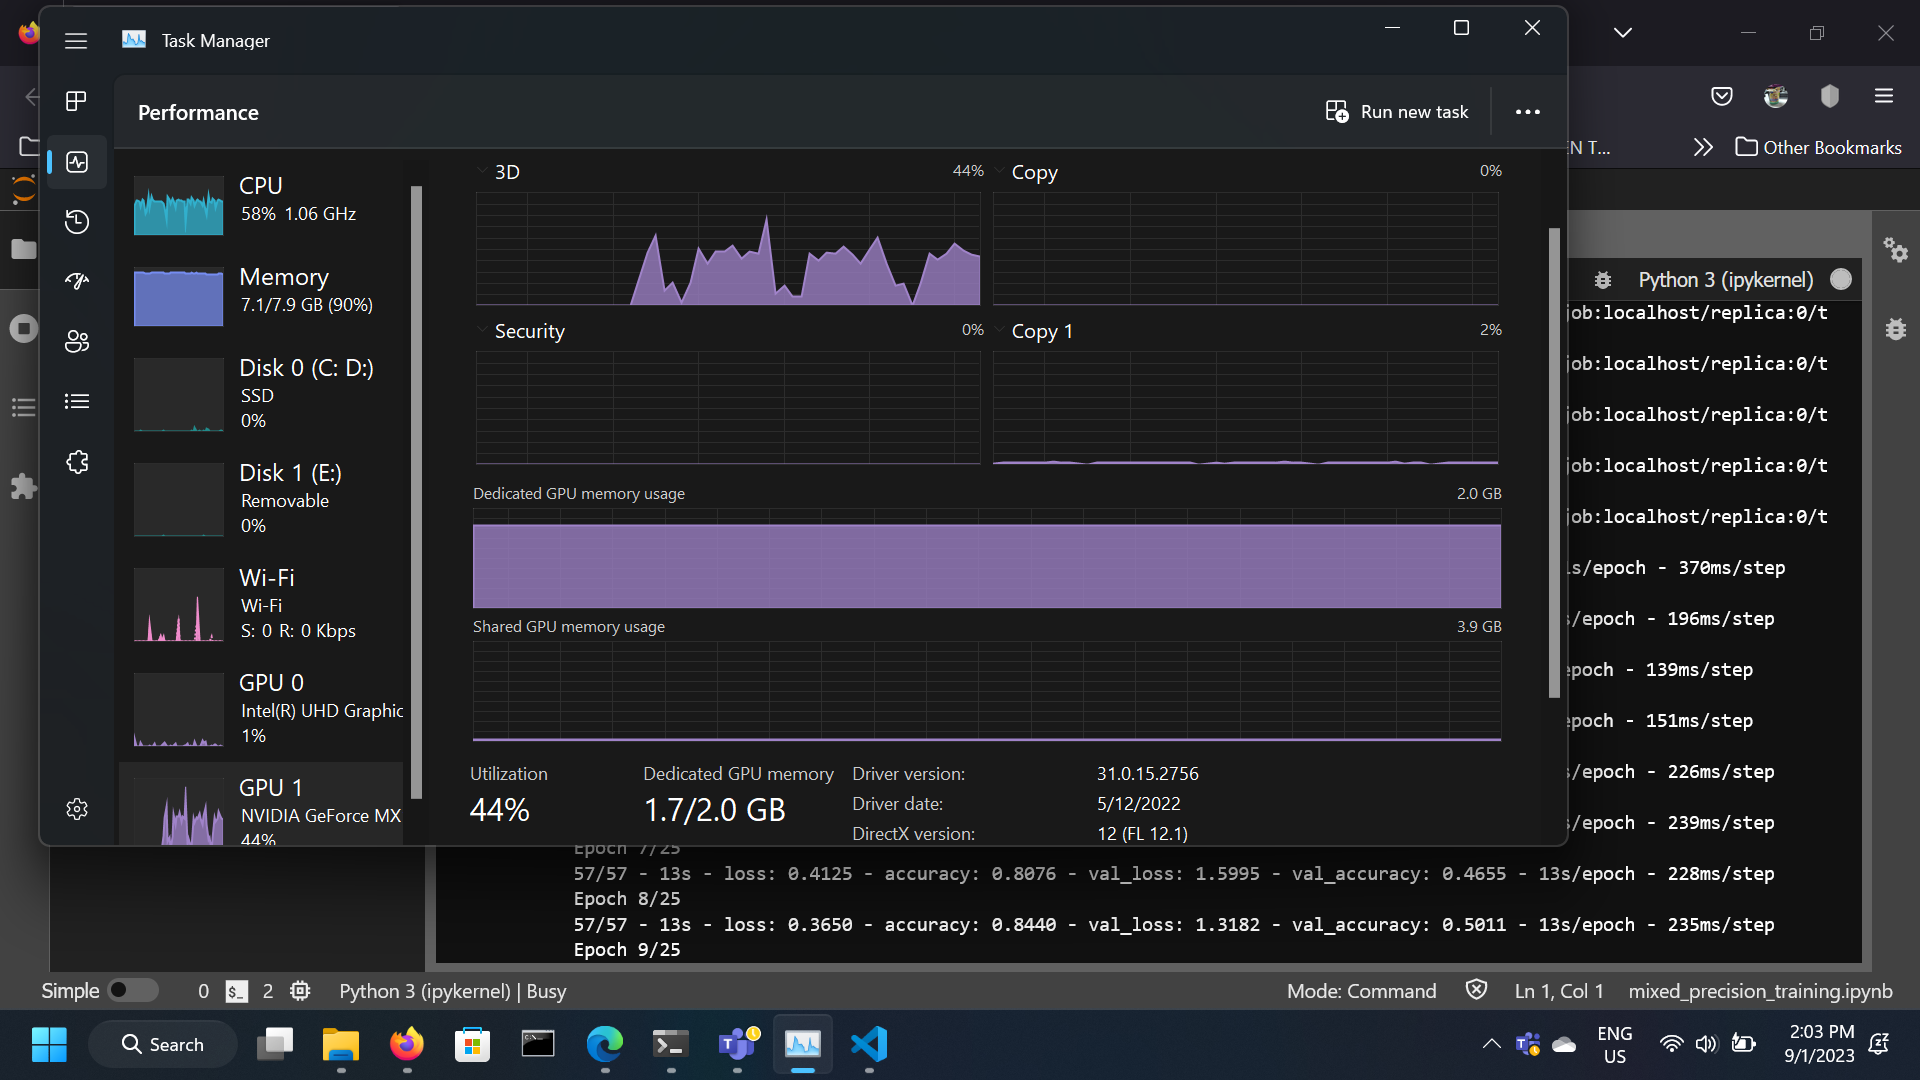 Task Manager
Performance
Run new task
CPU
58% 1.06 GHz
Memory
7.1/7.9 GB (90%)
Disk 0 (C: D:)
SSD
0%
Disk 1 (E:)
Removable
0%
Wi-Fi
Wi-Fi
S: 0 R: 0 Kbps
GPU 0
Intel(R) UHD Graphic
1%
GPU 1
NVIDIA GeForce MX
44%
3D 44%
Copy 0%
Security 0%
Copy 1 2%
Dedicated GPU memory usage 2.0 GB
Shared GPU memory usage 3.9 GB
Utilization
44%
Dedicated GPU memory
1.7/2.0 GB
Driver version: 31.0.15.2756
Driver date: 5/12/2022
DirectX version: 12 (FL 12.1)
EN T...
Other Bookmarks
Python 3 (ipykernel)
job:localhost/replica:0/t
job:localhost/replica:0/t
job:localhost/replica:0/t
job:localhost/replica:0/t
job:localhost/replica:0/t
s/epoch - 370ms/step
s/epoch - 196ms/step
epoch - 139ms/step
epoch - 151ms/step
s/epoch - 226ms/step
s/epoch - 239ms/step
Epoch 7/25
57/57 - 13s - loss: 0.4125 - accuracy: 0.8076 - val_loss: 1.5995 - val_accuracy: 0.4655 - 13s/epoch - 228ms/step
Epoch 8/25
57/57 - 13s - loss: 0.3650 - accuracy: 0.8440 - val_loss: 1.3182 - val_accuracy: 0.5011 - 13s/epoch - 235ms/step
Epoch 9/25
Simple 0 $_ 2 Python 3 (ipykernel) | Busy Mode: Command Ln 1, Col 1 mixed_precision_training.ipynb
Search
ENG
US
2:03 PM
9/1/2023